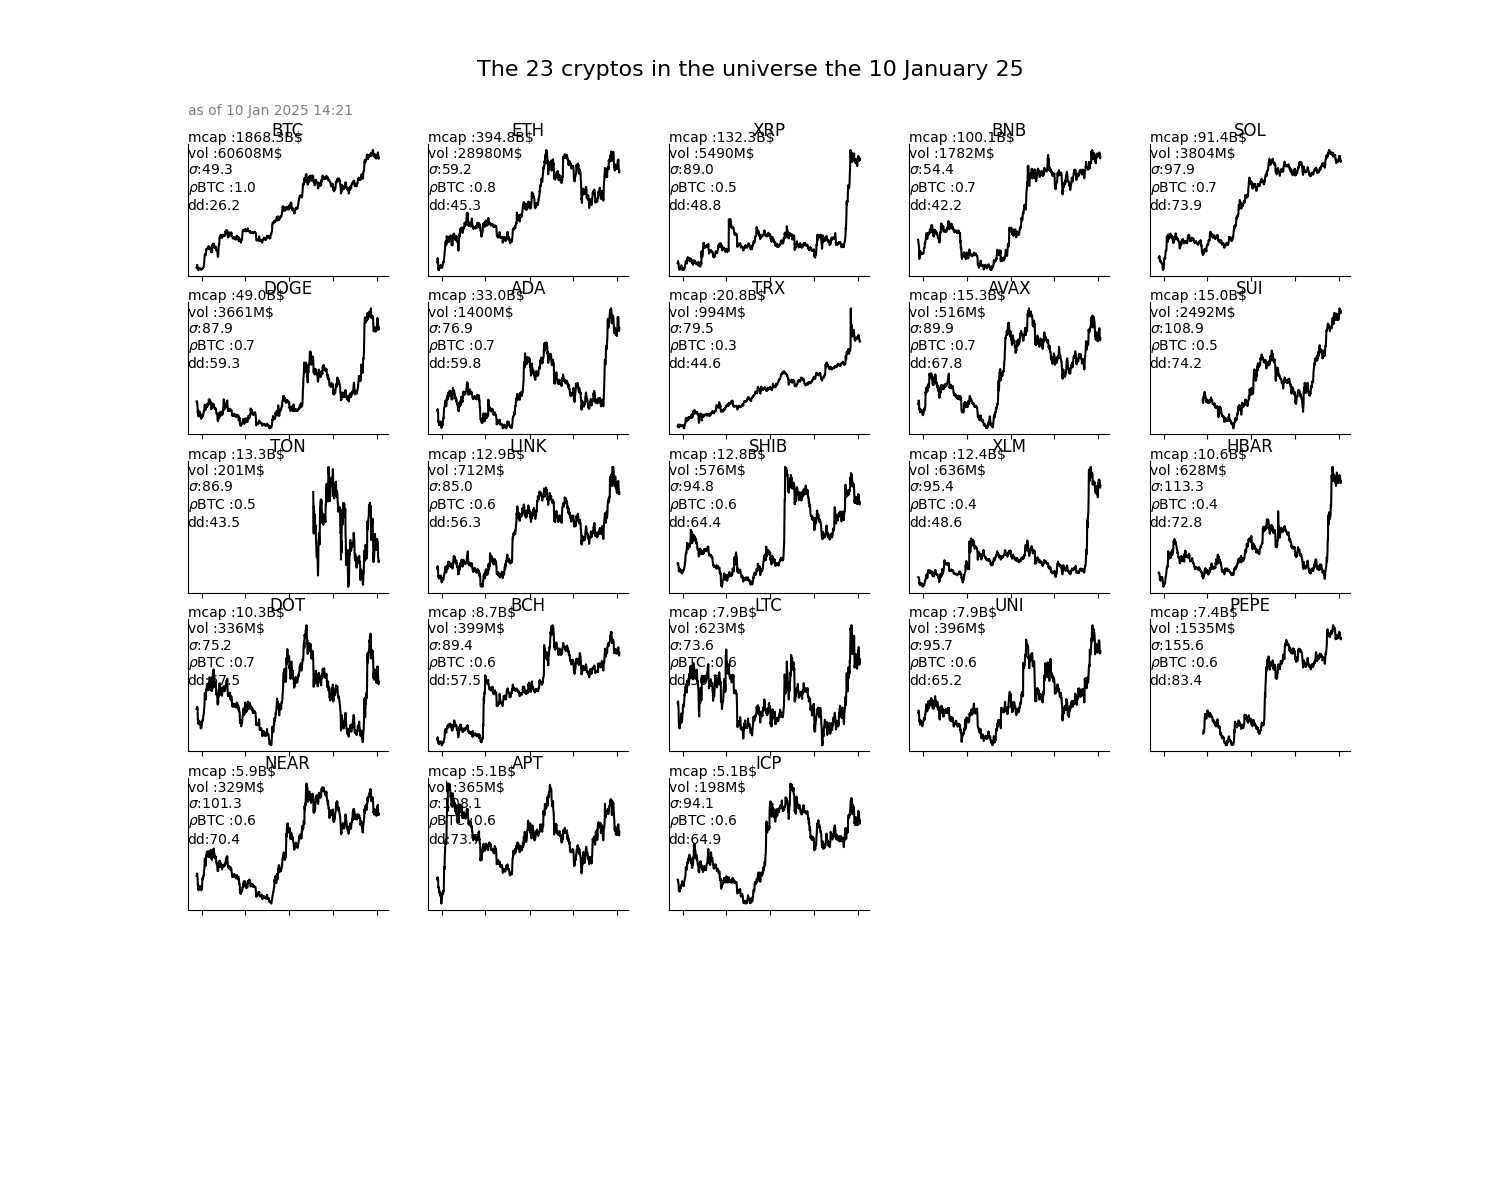 The 23 cryptos in the universe the 10 January 25
as of 10 Jan 2025 14:21
BTC
mcap :1868.3B$
vol :60608M$
σ:49.3
ρBTC :1.0
dd:26.2
ETH
mcap :394.8B$
vol :28980M$
σ:59.2
ρBTC :0.8
dd:45.3
XRP
mcap :132.3B$
vol :5490M$
σ:89.0
ρBTC :0.5
dd:48.8
BNB
mcap :100.1B$
vol :1782M$
σ:54.4
ρBTC :0.7
dd:42.2
SOL
mcap :91.4B$
vol :3804M$
σ:97.9
ρBTC :0.7
dd:73.9
DOGE
mcap :49.0B$
vol :3661M$
σ:87.9
ρBTC :0.7
dd:59.3
ADA
mcap :33.0B$
vol :1400M$
σ:76.9
ρBTC :0.7
dd:59.8
TRX
mcap :20.8B$
vol :994M$
σ:79.5
ρBTC :0.3
dd:44.6
AVAX
mcap :15.3B$
vol :516M$
σ:89.9
ρBTC :0.7
dd:67.8
SUI
mcap :15.0B$
vol :2492M$
σ:108.9
ρBTC :0.5
dd:74.2
TON
mcap :13.3B$
vol :201M$
σ:86.9
ρBTC :0.5
dd:43.5
LINK
mcap :12.9B$
vol :712M$
σ:85.0
ρBTC :0.6
dd:56.3
SHIB
mcap :12.8B$
vol :576M$
σ:94.8
ρBTC :0.6
dd:64.4
XLM
mcap :12.4B$
vol :636M$
σ:95.4
ρBTC :0.4
dd:48.6
HBAR
mcap :10.6B$
vol :628M$
σ:113.3
ρBTC :0.4
dd:72.8
DOT
mcap :10.3B$
vol :336M$
σ:75.2
ρBTC :0.7
BCH
mcap :8.7B$
vol :399M$
σ:89.4
ρBTC :0.6
dd:57.5
LTC
mcap :7.9B$
vol :623M$
σ:73.6
ρBTC :0.6
UNI
mcap :7.9B$
vol :396M$
σ:95.7
ρBTC :0.6
dd:65.2
PEPE
mcap :7.4B$
vol :1535M$
σ:155.6
ρBTC :0.6
dd:83.4
NEAR
mcap :5.9B$
vol :329M$
σ:101.3
ρBTC :0.6
dd:70.4
APT
mcap :5.1B$
vol :365M$
σ:108.1
ρBTC :0.6
ICP
mcap :5.1B$
vol :198M$
σ:94.1
ρBTC :0.6
dd:64.9